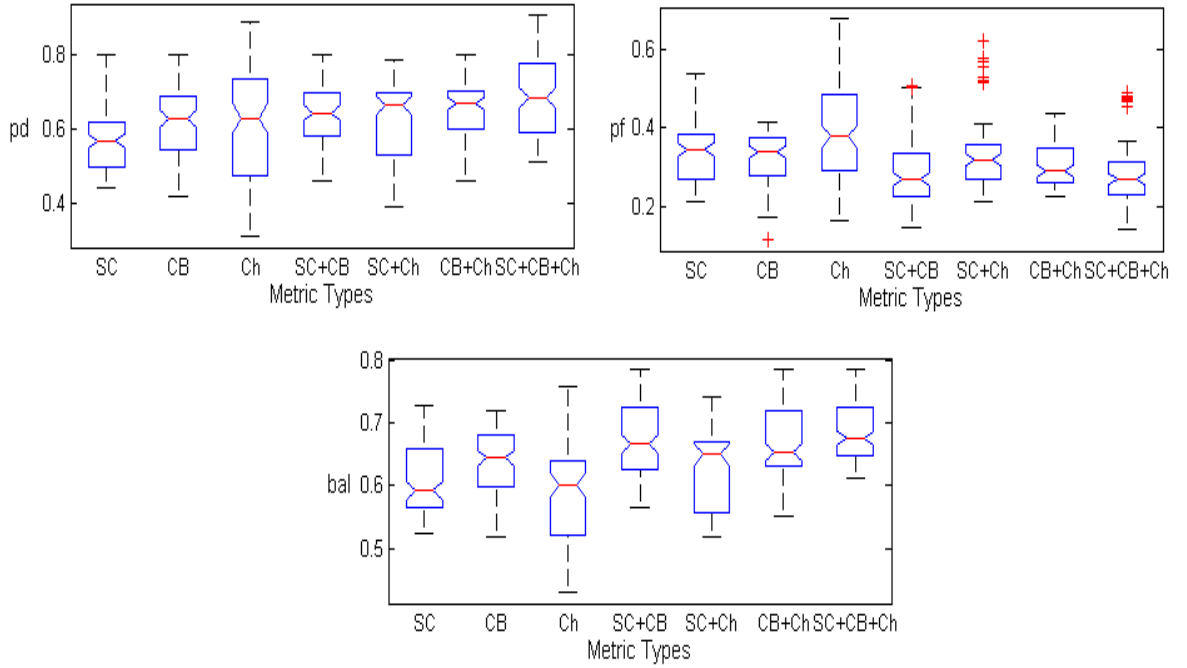 0.8
0.6
0.4
pd
SC CB Ch SC+CB SC+Ch CB+Ch SC+CB+Ch
Metric Types
0.6
0.4
0.2
pf
SC CB Ch SC+CB SC+Ch CB+Ch SC+CB+Ch
Metric Types
0.8
0.7
0.6
0.5
bal
SC CB Ch SC+CB SC+Ch CB+Ch SC+CB+Ch
Metric Types